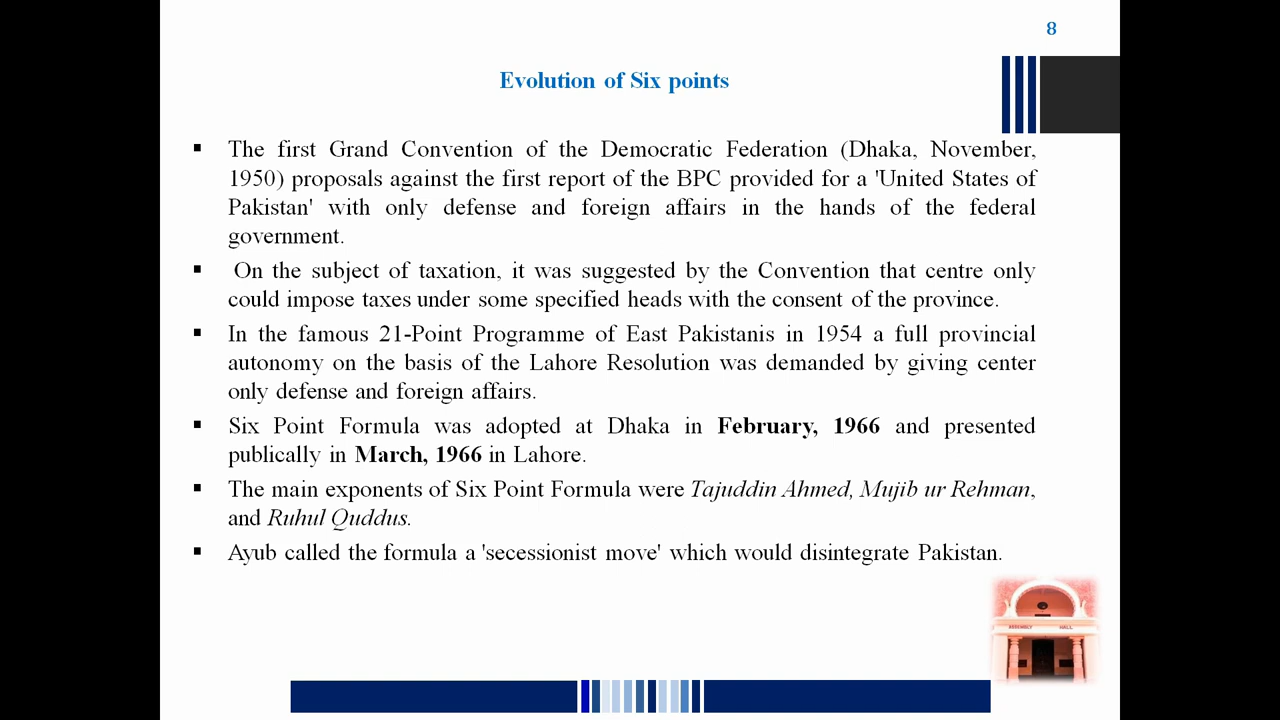 8
Evolution of Six points
▪ The first Grand Convention of the Democratic Federation (Dhaka, November,
1950) proposals against the first report of the BPC provided for a 'United States of
Pakistan' with only defense and foreign affairs in the hands of the federal
government.
▪ On the subject of taxation, it was suggested by the Convention that centre only
could impose taxes under some specified heads with the consent of the province.
▪ In the famous 21-Point Programme of East Pakistanis in 1954 a full provincial
autonomy on the basis of the Lahore Resolution was demanded by giving center
only defense and foreign affairs.
▪ Six Point Formula was adopted at Dhaka in February, 1966 and presented
publically in March, 1966 in Lahore.
▪ The main exponents of Six Point Formula were Tajuddin Ahmed, Mujib ur Rehman,
and Ruhul Quddus.
▪ Ayub called the formula a 'secessionist move' which would disintegrate Pakistan.
ASSEMBLY HALL